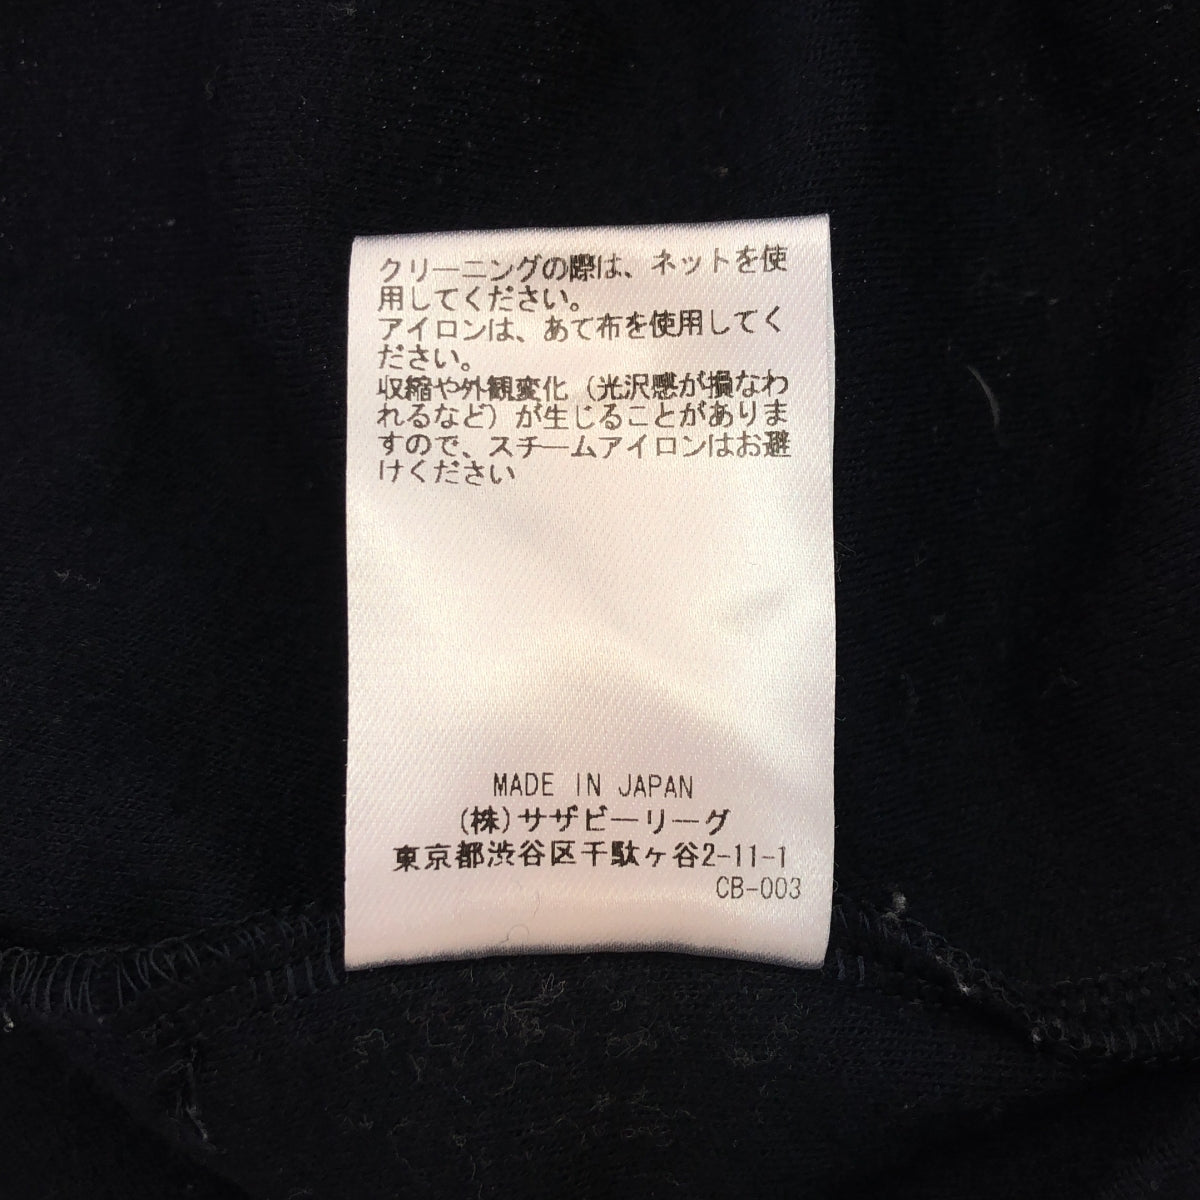 クリーニングの際は、ネットを使
用してください。
アイロンは、あて布を使用してく
ださい。
収縮や外観変化（光沢感が損なわ
れるなど）が生じることがありま
すので、スチームアイロンはお避
けください
MADE IN JAPAN
(株)サザビーリーグ
東京都渋谷区千駄ヶ谷2-11-1
CB-003